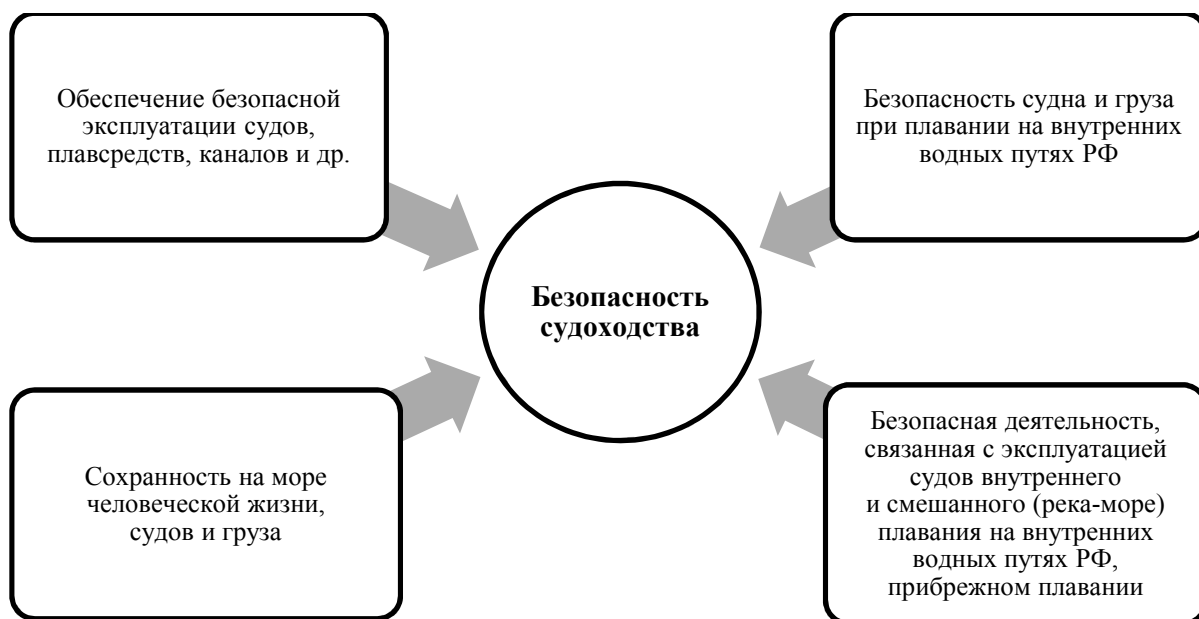 Обеспечение безопасной
эксплуатации судов,
плавсредств, каналов и др.
Безопасность судна и груза
при плавании на внутренних
водных путях РФ
Безопасность
судоходства
Сохранность на море
человеческой жизни,
судов и груза
Безопасная деятельность,
связанная с эксплуатацией
судов внутреннего
и смешанного (река-море)
плавания на внутренних
водных путях РФ,
прибрежном плавании